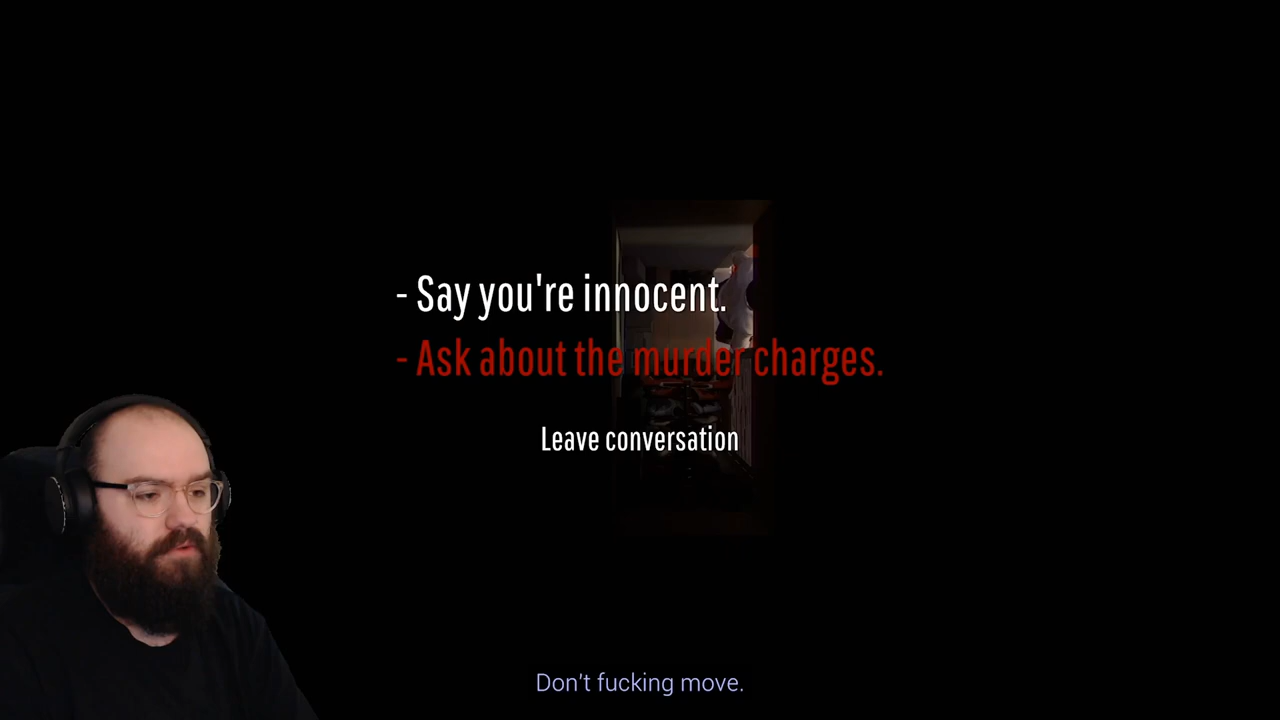 - Say you're innocent.
- Ask about the murder charges.
Leave conversation
Don't fucking move.